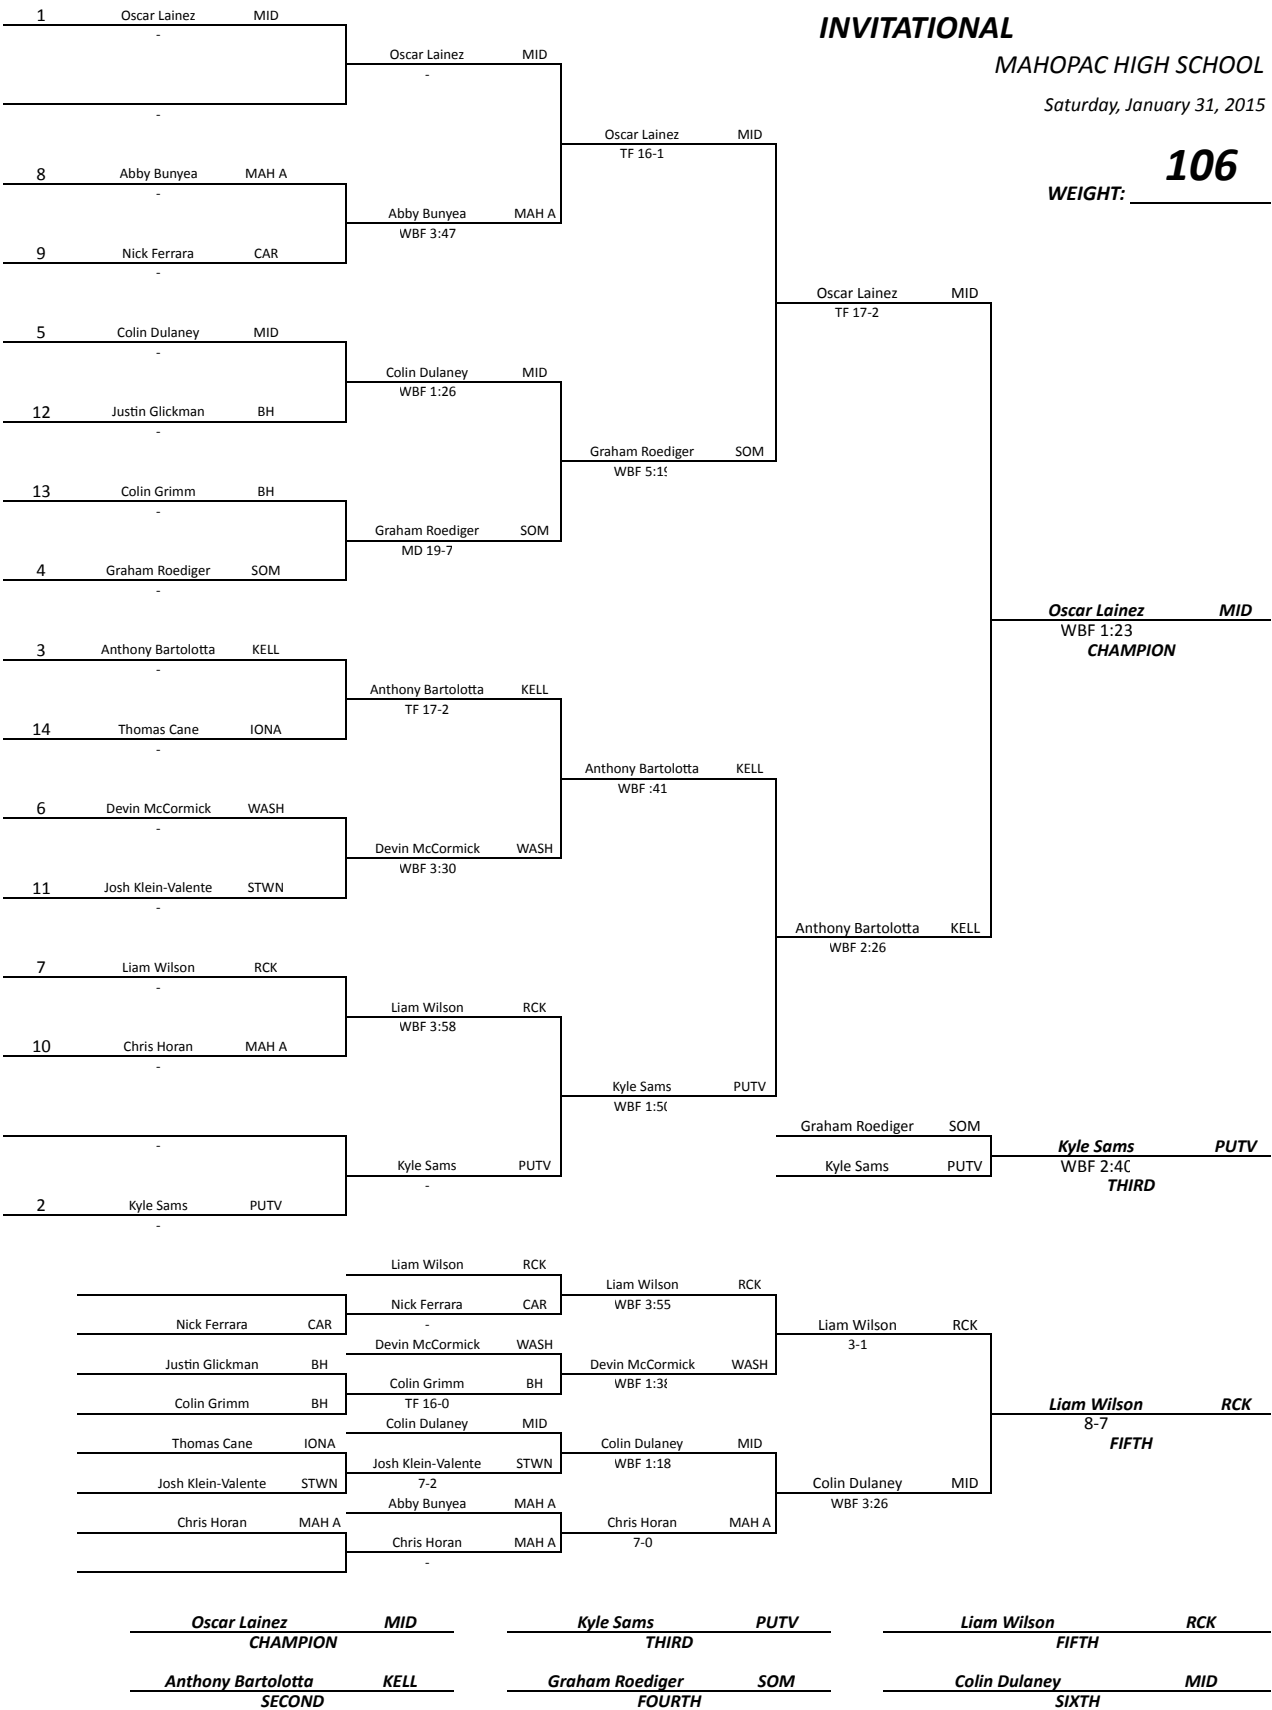 INVITATIONAL
MAHOPAC HIGH SCHOOL
Saturday, January 31, 2015
WEIGHT: 106
1 Oscar Lainez MID
-
Oscar Lainez MID
-
-
Oscar Lainez MID
TF 16-1
8 Abby Bunyea MAH A
-
Abby Bunyea MAH A
WBF 3:47
9 Nick Ferrara CAR
-
Oscar Lainez MID
TF 17-2
5 Colin Dulaney MID
-
Colin Dulaney MID
WBF 1:26
12 Justin Glickman BH
-
Graham Roediger SOM
WBF 5:19
13 Colin Grimm BH
-
Graham Roediger SOM
MD 19-7
4 Graham Roediger SOM
-
Oscar Lainez MID
WBF 1:23
CHAMPION
3 Anthony Bartolotta KELL
-
Anthony Bartolotta KELL
TF 17-2
14 Thomas Cane IONA
-
Anthony Bartolotta KELL
WBF :41
6 Devin McCormick WASH
-
Devin McCormick WASH
WBF 3:30
11 Josh Klein-Valente STWN
-
Anthony Bartolotta KELL
WBF 2:26
7 Liam Wilson RCK
-
Liam Wilson RCK
WBF 3:58
10 Chris Horan MAH A
-
Kyle Sams PUTV
WBF 1:50
-
Kyle Sams PUTV
-
2 Kyle Sams PUTV
-
Graham Roediger SOM
Kyle Sams PUTV
Kyle Sams PUTV
WBF 2:40
THIRD
Liam Wilson RCK
Liam Wilson RCK
WBF 3:55
Nick Ferrara CAR
-
Nick Ferrara CAR
Liam Wilson RCK
3-1
Devin McCormick WASH
Justin Glickman BH
Devin McCormick WASH
WBF 1:38
Colin Grimm BH
TF 16-0
Colin Grimm BH
Liam Wilson RCK
8-7
FIFTH
Colin Dulaney MID
Thomas Cane IONA
Colin Dulaney MID
WBF 1:18
Josh Klein-Valente STWN
7-2
Josh Klein-Valente STWN
Colin Dulaney MID
WBF 3:26
Abby Bunyea MAH A
Chris Horan MAH A
Chris Horan MAH A
7-0
Chris Horan MAH A
-
Oscar Lainez MID
CHAMPION
Kyle Sams PUTV
THIRD
Liam Wilson RCK
FIFTH
Anthony Bartolotta KELL
SECOND
Graham Roediger SOM
FOURTH
Colin Dulaney MID
SIXTH